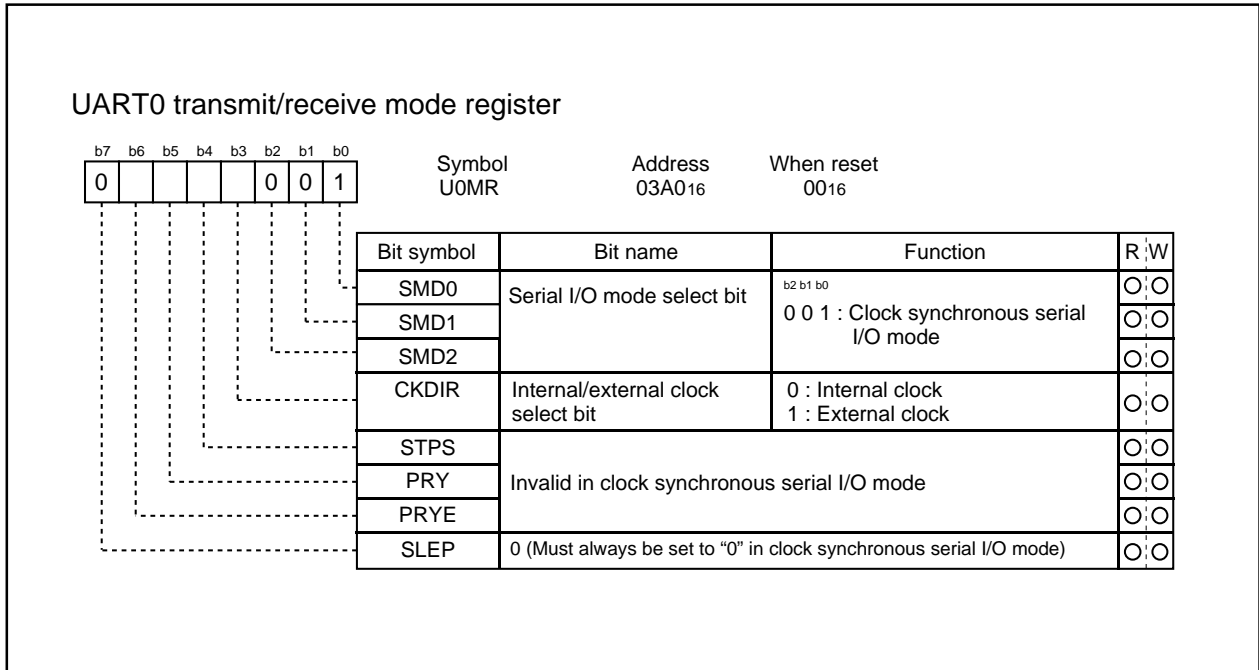 UART0 transmit/receive mode register
b7 b6 b5 b4 b3 b2 b1 b0
0 0 0 1
Symbol Address When reset
U0MR 03A016 0016
Bit symbol Bit name Function R W
SMD0 Serial I/O mode select bit b2 b1 b0
SMD1 0 0 1 : Clock synchronous serial
I/O mode
SMD2
CKDIR Internal/external clock 0 : Internal clock
select bit 1 : External clock
STPS
PRY Invalid in clock synchronous serial I/O mode
PRYE
SLEP 0 (Must always be set to “0” in clock synchronous serial I/O mode)